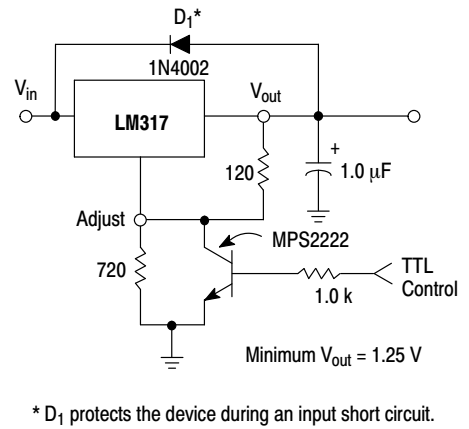 D1*
1N4002
Vin
Vout
LM317
+
120
1.0 μF
Adjust
MPS2222
720
TTL
Control
1.0 k
Minimum Vout = 1.25 V
* D1 protects the device during an input short circuit.